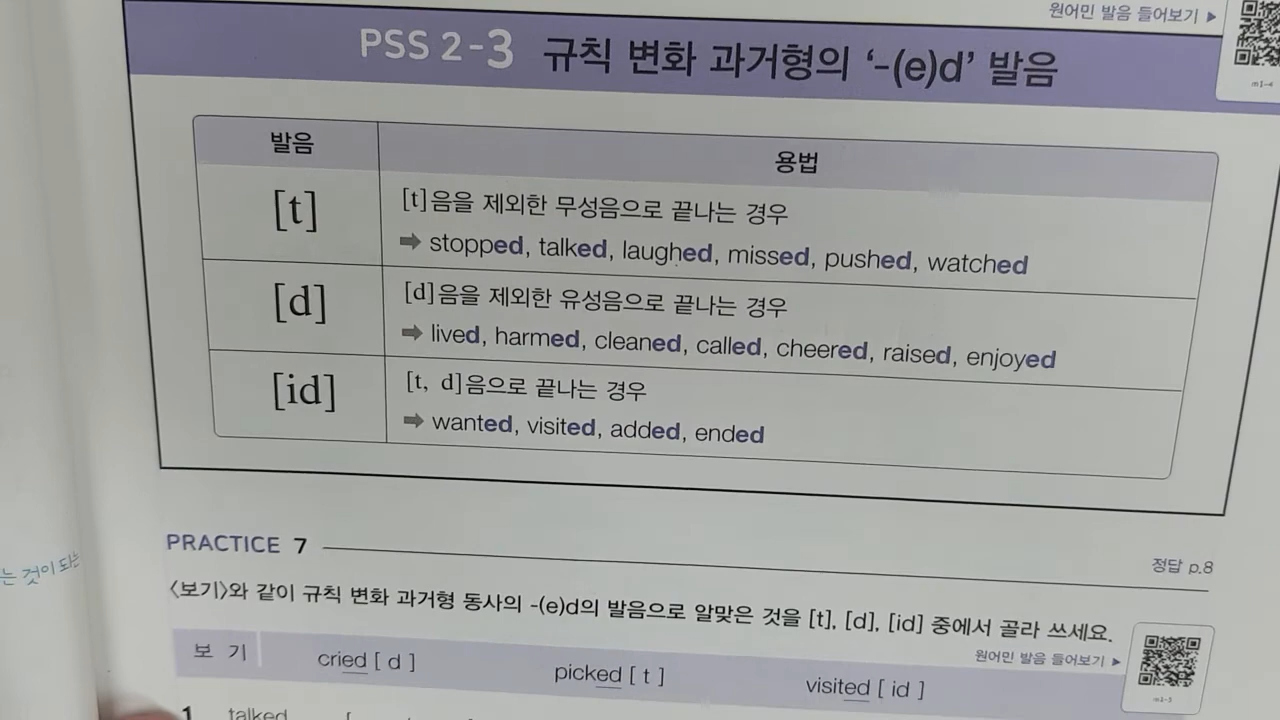 원어민 발음 들어보기 ▶
PSS 2-3 규칙 변화 과거형의 ‘-(e)d’ 발음
m1-4
발음 용법
[t] [t]음을 제외한 무성음으로 끝나는 경우
➡ stopped, talked, laughed, missed, pushed, watched
[d] [d]음을 제외한 유성음으로 끝나는 경우
➡ lived, harmed, cleaned, called, cheered, raised, enjoyed
[id] [t, d]음으로 끝나는 경우
➡ wanted, visited, added, ended
는 것이 되는
PRACTICE 7
정답 p.8
〈보기〉와 같이 규칙 변화 과거형 동사의 -(e)d의 발음으로 알맞은 것을 [t], [d], [id] 중에서 골라 쓰세요.
원어민 발음 들어보기 ▶
보 기 cried [ d ] picked [ t ] visited [ id ]
1 talked [